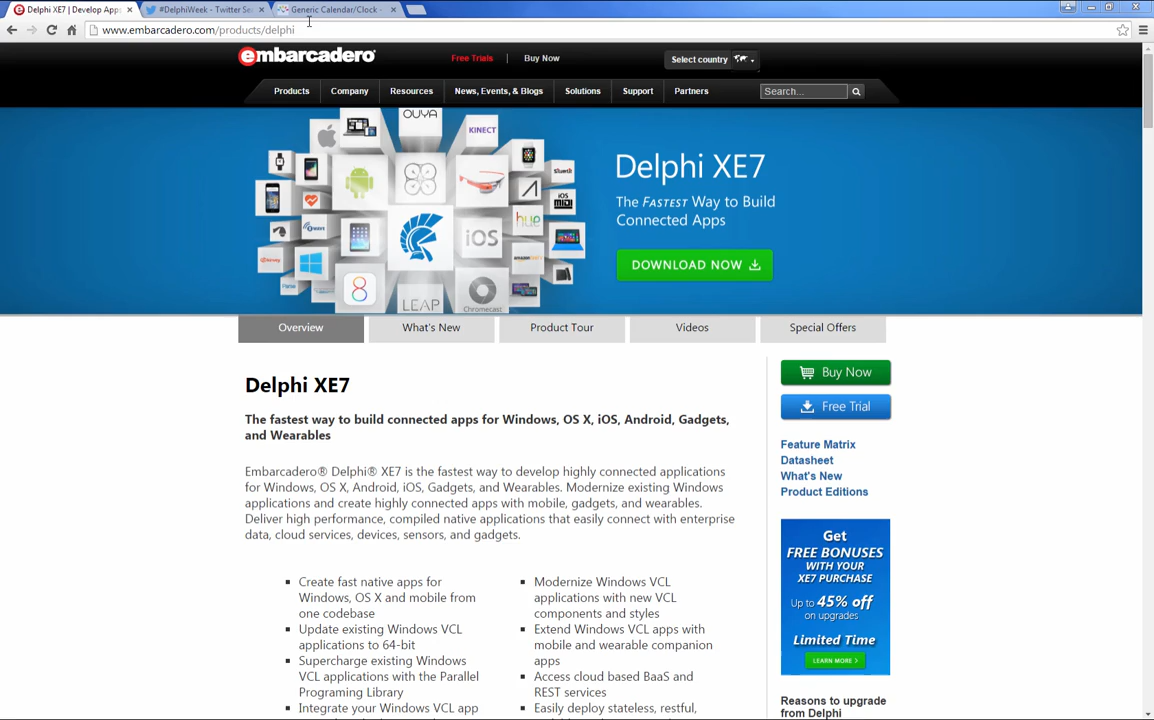 Delphi XE7 | Develop Apps
#DelphiWeek - Twitter Se
Generic Calendar/Clock -
www.embarcadero.com/products/delphi
embarcadero
Free Trials | Buy Now
Select country
Products
Company
Resources
News, Events, & Blogs
Solutions
Support
Partners
Search...
OUYA
KINECT
iOS
MIDI
hue
iOS
LEAP
Chromecast
8
Delphi XE7
The FASTEST Way to Build
Connected Apps
DOWNLOAD NOW
Overview
What's New
Product Tour
Videos
Special Offers
Delphi XE7
The fastest way to build connected apps for Windows, OS X, iOS, Android, Gadgets,
and Wearables
Embarcadero® Delphi® XE7 is the fastest way to develop highly connected applications
for Windows, OS X, Android, iOS, Gadgets, and Wearables. Modernize existing Windows
applications and create highly connected apps with mobile, gadgets, and wearables.
Deliver high performance, compiled native applications that easily connect with enterprise
data, cloud services, devices, sensors, and gadgets.
Create fast native apps for
Windows, OS X and mobile from
one codebase
Update existing Windows VCL
applications to 64-bit
Supercharge existing Windows
VCL applications with the Parallel
Programing Library
Integrate your Windows VCL app
Modernize Windows VCL
applications with new VCL
components and styles
Extend Windows VCL apps with
mobile and wearable companion
apps
Access cloud based BaaS and
REST services
Easily deploy stateless, restful,
Buy Now
Free Trial
Feature Matrix
Datasheet
What's New
Product Editions
Get
FREE BONUSES
WITH YOUR
XE7 PURCHASE
Up to 45% off
on upgrades
Limited Time
LEARN MORE >
Reasons to upgrade
from Delphi